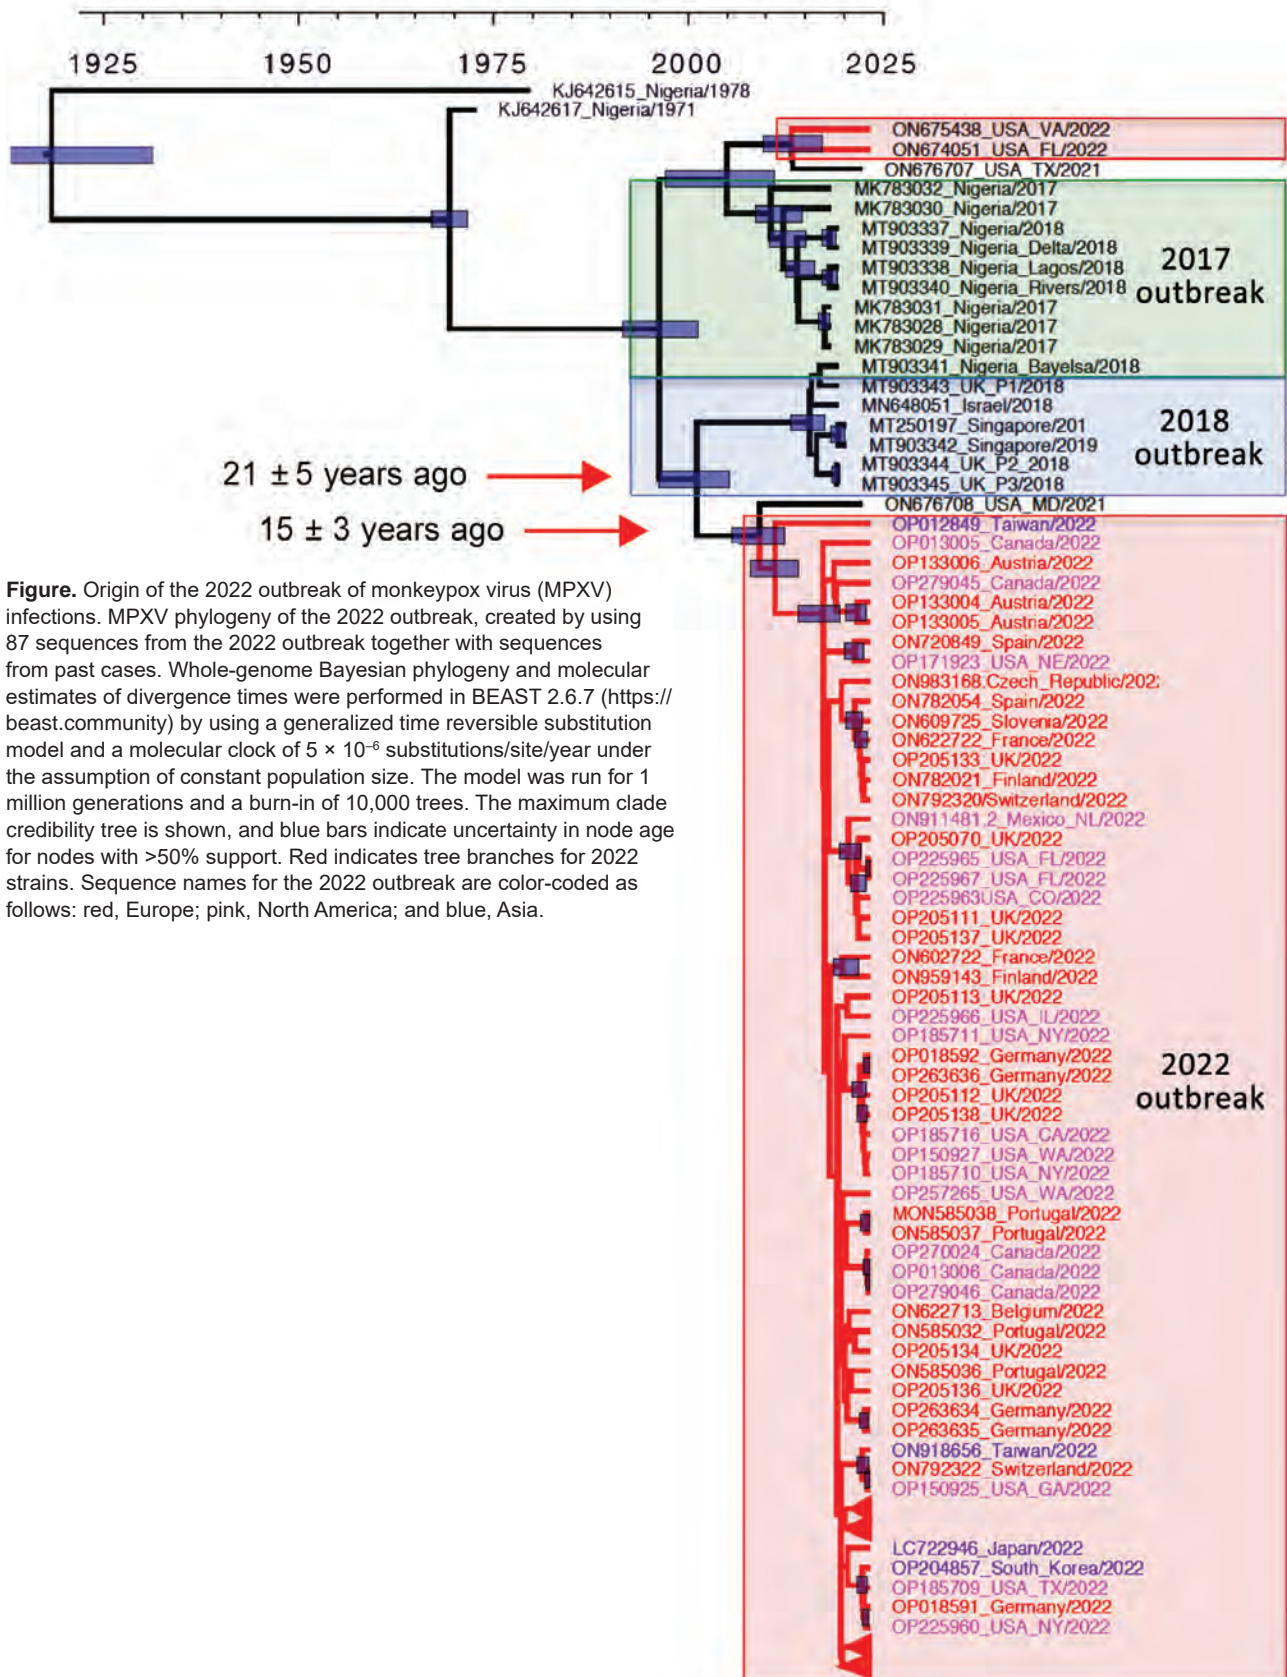 1925 1950 1975 2000 2025
KJ642615_Nigeria/1978
KJ642617_Nigeria/1971
ON675438_USA_VA/2022
ON674051_USA_FL/2022
ON676707_USA_TX/2021
MK783032_Nigeria/2017
MK783030_Nigeria/2017
MT903337_Nigeria/2018
MT903339_Nigeria_Delta/2018
MT903338_Nigeria_Lagos/2018
MT903340_Nigeria_Rivers/2018
MK783031_Nigeria/2017
MK783028_Nigeria/2017
MK783029_Nigeria/2017
2017
outbreak
MT903341_Nigeria_Bayelsa/2018
MT903343_UK_P1/2018
MN648051_Israel/2018
MT250197_Singapore/201
MT903342_Singapore/2019
MT903344_UK_P2_2018
MT903345_UK_P3/2018
2018
outbreak
21 ± 5 years ago
15 ± 3 years ago
ON676708_USA_MD/2021
OP012849_Taiwan/2022
OP013005_Canada/2022
OP133006_Austria/2022
OP279045_Canada/2022
OP133004_Austria/2022
OP133005_Austria/2022
ON720849_Spain/2022
OP171923_USA_NE/2022
ON983168.Czech_Republic/202
ON782054_Spain/2022
ON609725_Slovenia/2022
ON622722_France/2022
OP205133_UK/2022
ON782021_Finland/2022
ON792320/Switzerland/2022
ON911481.2_Mexico_NL/2022
OP205070_UK/2022
OP225965_USA_FL/2022
OP225967_USA_FL/2022
OP225963USA_CO/2022
OP205111_UK/2022
OP205137_UK/2022
ON602722_France/2022
ON959143_Finland/2022
OP205113_UK/2022
OP225966_USA_IL/2022
OP185711_USA_NY/2022
OP018592_Germany/2022
OP263636_Germany/2022
OP205112_UK/2022
OP205138_UK/2022
OP185716_USA_CA/2022
OP150927_USA_WA/2022
OP185710_USA_NY/2022
OP257265_USA_WA/2022
MON585038_Portugal/2022
ON585037_Portugal/2022
OP270024_Canada/2022
OP013006_Canada/2022
OP279046_Canada/2022
ON622713_Belgium/2022
ON585032_Portugal/2022
OP205134_UK/2022
ON585036_Portugal/2022
OP205136_UK/2022
OP263634_Germany/2022
OP263635_Germany/2022
ON918656_Taiwan/2022
ON792322_Switzerland/2022
OP150925_USA_GA/2022
LC722946_Japan/2022
OP204857_South_Korea/2022
OP185709_USA_TX/2022
OP018591_Germany/2022
OP225960_USA_NY/2022
2022
outbreak
Figure. Origin of the 2022 outbreak of monkeypox virus (MPXV)
infections. MPXV phylogeny of the 2022 outbreak, created by using
87 sequences from the 2022 outbreak together with sequences
from past cases. Whole-genome Bayesian phylogeny and molecular
estimates of divergence times were performed in BEAST 2.6.7 (https://
beast.community) by using a generalized time reversible substitution
model and a molecular clock of 5 × 10⁻⁶ substitutions/site/year under
the assumption of constant population size. The model was run for 1
million generations and a burn-in of 10,000 trees. The maximum clade
credibility tree is shown, and blue bars indicate uncertainty in node age
for nodes with >50% support. Red indicates tree branches for 2022
strains. Sequence names for the 2022 outbreak are color-coded as
follows: red, Europe; pink, North America; and blue, Asia.